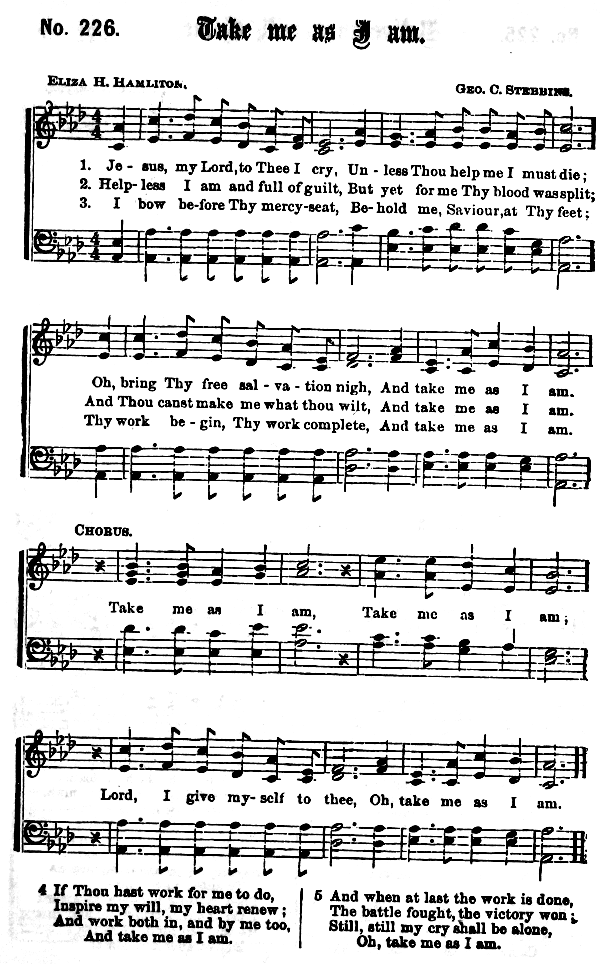 No. 226. Take me as I am.
ELIZA H. HAMLITON.
GEO. C. STEBBINS.
1. Je - sus, my Lord, to Thee I cry, Un - less Thou help me I must die;
2. Help - less I am and full of guilt, But yet for me Thy blood was spilt;
3. I bow be-fore Thy mercy-seat, Be-hold me, Saviour, at Thy feet;
Oh, bring Thy free sal - va - tion nigh, And take me as I am.
And Thou canst make me what thou wilt, And take me as I am.
Thy work be - gin, Thy work complete, And take me as I am.
CHORUS.
Take me as I am, Take me as I am;
Lord, I give my-self to thee, Oh, take me as I am.
4 If Thou hast work for me to do,
Inspire my will, my heart renew;
And work both in, and by me too,
And take me as I am.
5 And when at last the work is done,
The battle fought, the victory won;
Still, still my cry shall be alone,
Oh, take me as I am.